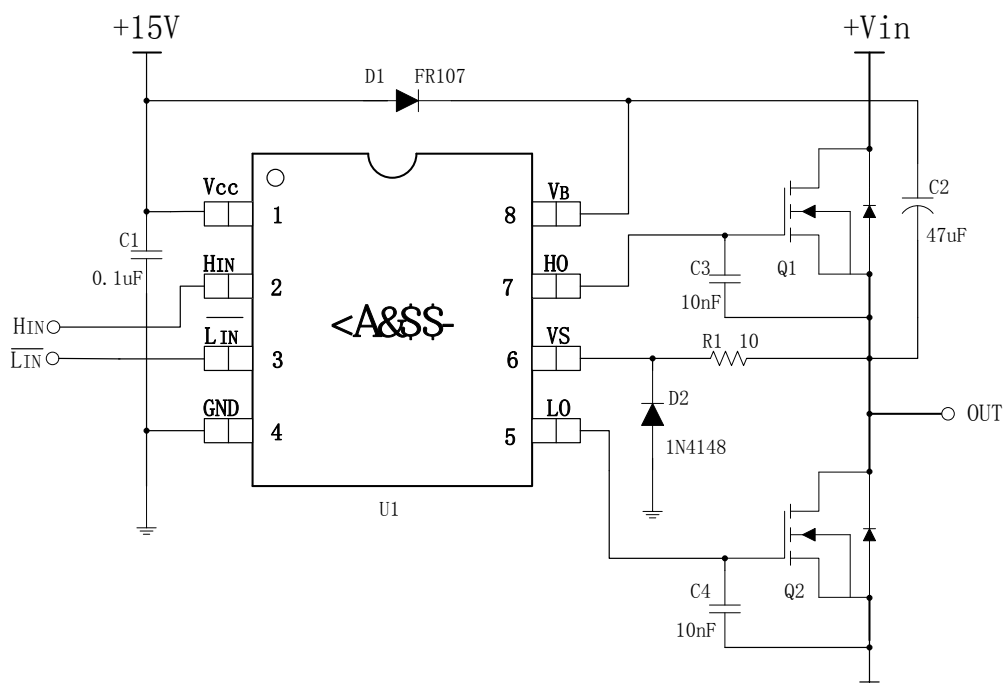 +15V
+Vin
D1 FR107
Vcc
1
VB
8
C1
0.1uF
HIN
2
HO
7
C2
47uF
C3
10nF
Q1
<A&$S-
HIN
LIN
LIN
3
VS
6
R1 10
GND
4
LO
5
D2
1N4148
OUT
U1
C4
10nF
Q2